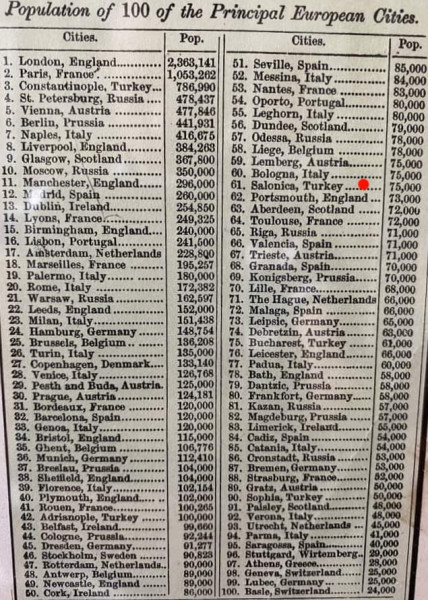 Population of 100 of the Principal European Cities.
Cities. Pop.
1. London, England 2,363,141
2. Paris, France 1,053,262
3. Constantinople, Turkey 786,990
4. St. Petersburg, Russia 478,437
5. Vienna, Austria 477,846
6. Berlin, Prussia 441,931
7. Naples, Italy 416,675
8. Liverpool, England 384,263
9. Glasgow, Scotland 367,800
10. Moscow, Russia 350,000
11. Manchester, England 296,000
12. Madrid, Spain 260,000
13. Dublin, Ireland 254,850
14. Lyons, France 249,325
15. Birmingham, England 240,000
16. Lisbon, Portugal 241,500
17. Amsterdam, Netherlands 228,800
18. Marseilles, France 195,257
19. Palermo, Italy 180,000
20. Rome, Italy 172,382
21. Warsaw, Russia 162,597
22. Leeds, England 152,000
23. Milan, Italy 151,438
24. Hamburg, Germany 148,754
25. Brussels, Belgium 136,208
26. Turin, Italy 135,000
27. Copenhagen, Denmark 133,140
28. Venice, Italy 126,768
29. Pesth and Buda, Austria 125,000
30. Prague, Austria 124,181
31. Bordeaux, France 120,000
32. Barcelona, Spain 120,000
33. Genoa, Italy 120,000
34. Bristol, England 115,000
35. Ghent, Belgium 106,776
36. Munich, Germany 112,410
37. Breslau, Prussia 104,000
38. Sheffield, England 104,000
39. Florence, Italy 102,154
40. Plymouth, England 102,000
41. Rouen, France 100,265
42. Adrianople, Turkey 100,000
43. Belfast, Ireland 99,660
44. Cologne, Prussia 92,244
45. Dresden, Germany 91,277
46. Stockholm, Sweden 90,823
47. Rotterdam, Netherlands 90,000
48. Antwerp, Belgium 89,000
49. Newcastle, England 89,000
50. Cork, Ireland 86,000
Cities. Pop.
51. Seville, Spain 85,000
52. Messina, Italy 84,000
53. Nantes, France 83,000
54. Oporto, Portugal 80,000
55. Leghorn, Italy 80,000
56. Dundee, Scotland 79,000
57. Odessa, Russia 78,000
58. Liege, Belgium 78,000
59. Lemberg, Austria 75,000
60. Bologna, Italy 75,000
61. Salonica, Turkey 75,000
62. Portsmouth, England 73,000
63. Aberdeen, Scotland 72,000
64. Toulouse, France 72,000
65. Riga, Russia 71,000
66. Valencia, Spain 71,000
67. Trieste, Austria 71,000
68. Granada, Spain 70,000
69. Konigsberg, Prussia 70,000
70. Lille, France 68,000
71. The Hague, Netherlands 66,000
72. Malaga, Spain 66,000
73. Leipsic, Germany 65,000
74. Debretzin, Austria 63,000
75. Bucharest, Turkey 61,000
76. Leicester, England 66,000
77. Padua, Italy 60,000
78. Bath, England 58,000
79. Dantzic, Prussia 58,000
80. Frankfort, Germany 58,000
81. Kazan, Russia 57,000
82. Magdeburg, Prussia 57,000
83. Limerick, Ireland 55,000
84. Cadiz, Spain 54,000
85. Catania, Italy 54,000
86. Cronstadt, Russia 53,000
87. Bremen, Germany 53,000
88. Strasburg, France 52,000
89. Gratz, Austria 50,000
90. Sophia, Turkey 50,000
91. Paisley, Scotland 48,000
92. Verona, Italy 48,000
93. Utrecht, Netherlands 45,000
94. Parma, Italy 41,000
95. Saragossa, Spain 40,000
96. Stuttgard, Wirtemberg 29,000
97. Athens, Greece 28,000
98. Geneva, Switzerland 25,000
99. Lubec, Germany 25,000
100. Basle, Switzerland 24,000